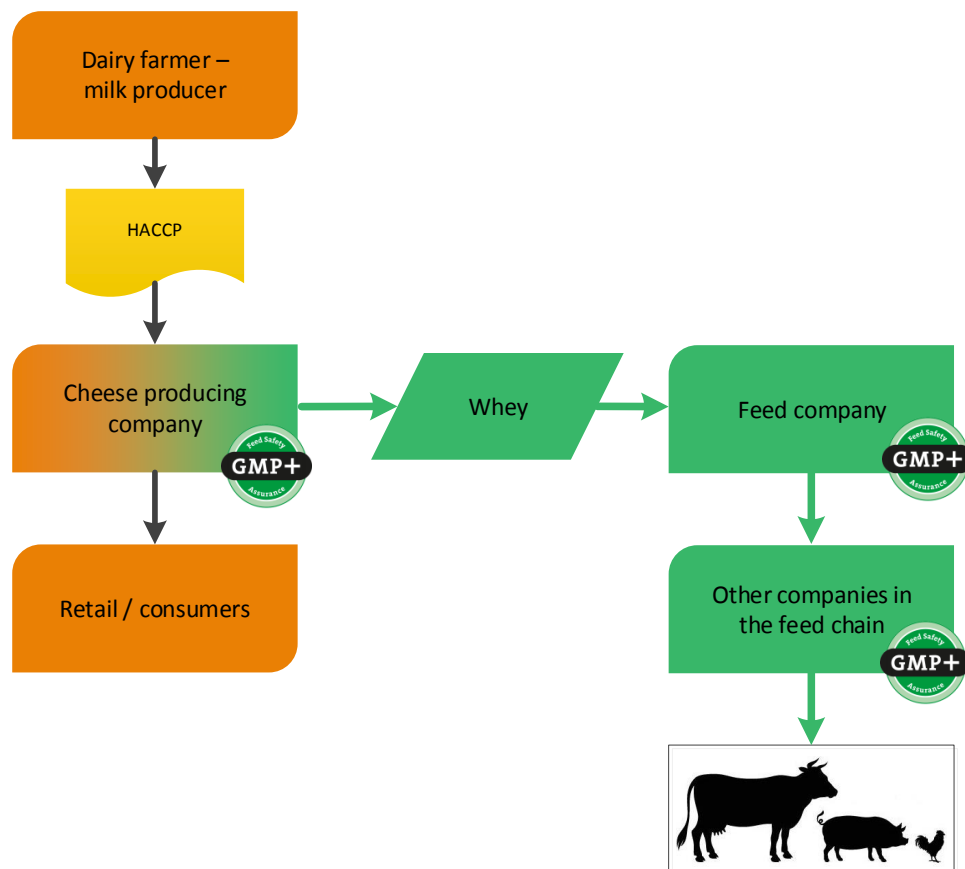 Dairy farmer –
milk producer
HACCP
Cheese producing
company
Feed Safety
GMP+
Assurance
Whey
Feed company
Feed Safety
GMP+
Assurance
Retail / consumers
Other companies in
the feed chain
Feed Safety
GMP+
Assurance